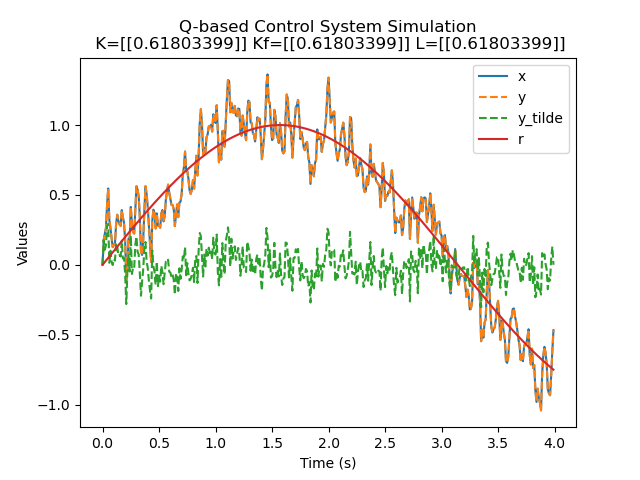 Q-based Control System Simulation
K=[[0.61803399]] Kf=[[0.61803399]] L=[[0.61803399]]
x
y
y_tilde
r
Values
1.0
0.5
0.0
−0.5
−1.0
0.0 0.5 1.0 1.5 2.0 2.5 3.0 3.5 4.0
Time (s)